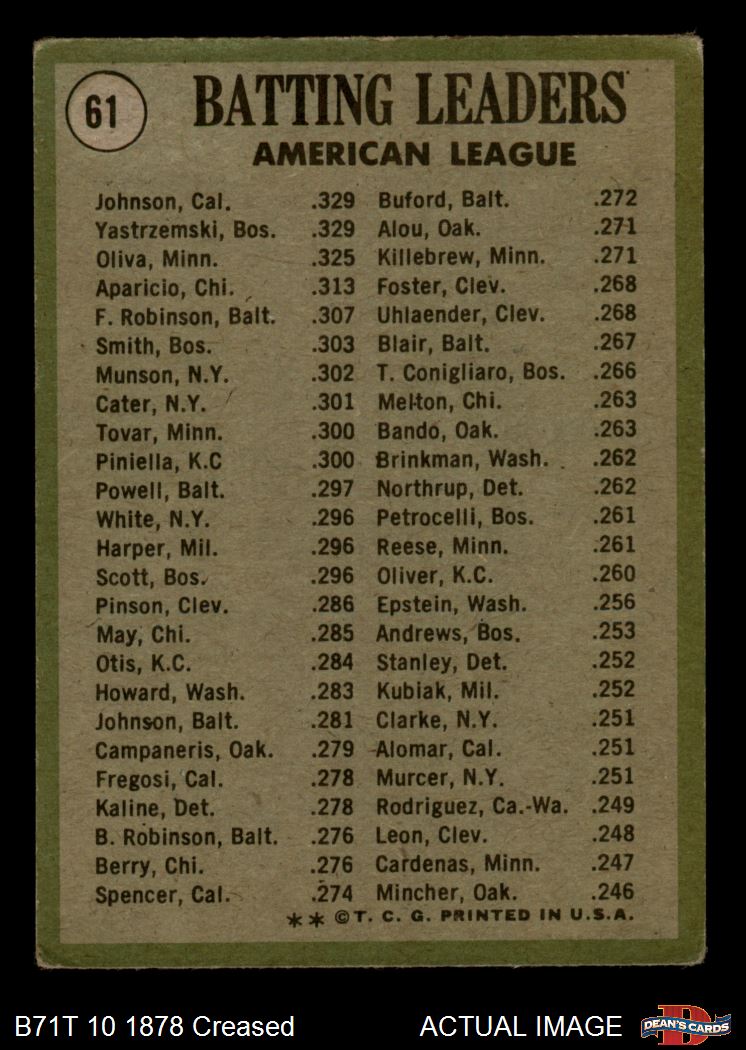 61
BATTING LEADERS
AMERICAN LEAGUE
Johnson, Cal. .329
Yastrzemski, Bos. .329
Oliva, Minn. .325
Aparicio, Chi. .313
F. Robinson, Balt. .307
Smith, Bos. .303
Munson, N.Y. .302
Cater, N.Y. .301
Tovar, Minn. .300
Piniella, K.C .300
Powell, Balt. .297
White, N.Y. .296
Harper, Mil. .296
Scott, Bos. .296
Pinson, Clev. .286
May, Chi. .285
Otis, K.C. .284
Howard, Wash. .283
Johnson, Balt. .281
Campaneris, Oak. .279
Fregosi, Cal. .278
Kaline, Det. .278
B. Robinson, Balt. .276
Berry, Chi. .276
Spencer, Cal. .274
Buford, Balt. .272
Alou, Oak. .271
Killebrew, Minn. .271
Foster, Clev. .268
Uhlaender, Clev. .268
Blair, Balt. .267
T. Conigliaro, Bos. .266
Melton, Chi. .263
Bando, Oak. .263
Brinkman, Wash. .262
Northrup, Det. .262
Petrocelli, Bos. .261
Reese, Minn. .261
Oliver, K.C. .260
Epstein, Wash. .256
Andrews, Bos. .253
Stanley, Det. .252
Kubiak, Mil. .252
Clarke, N.Y. .251
Alomar, Cal. .251
Murcer, N.Y. .251
Rodriguez, Ca.-Wa. .249
Leon, Clev. .248
Cardenas, Minn. .247
Mincher, Oak. .246
** ©T. C. G. PRINTED IN U.S.A.
B71T 10 1878 Creased
ACTUAL IMAGE
D
DEAN'S CARDS